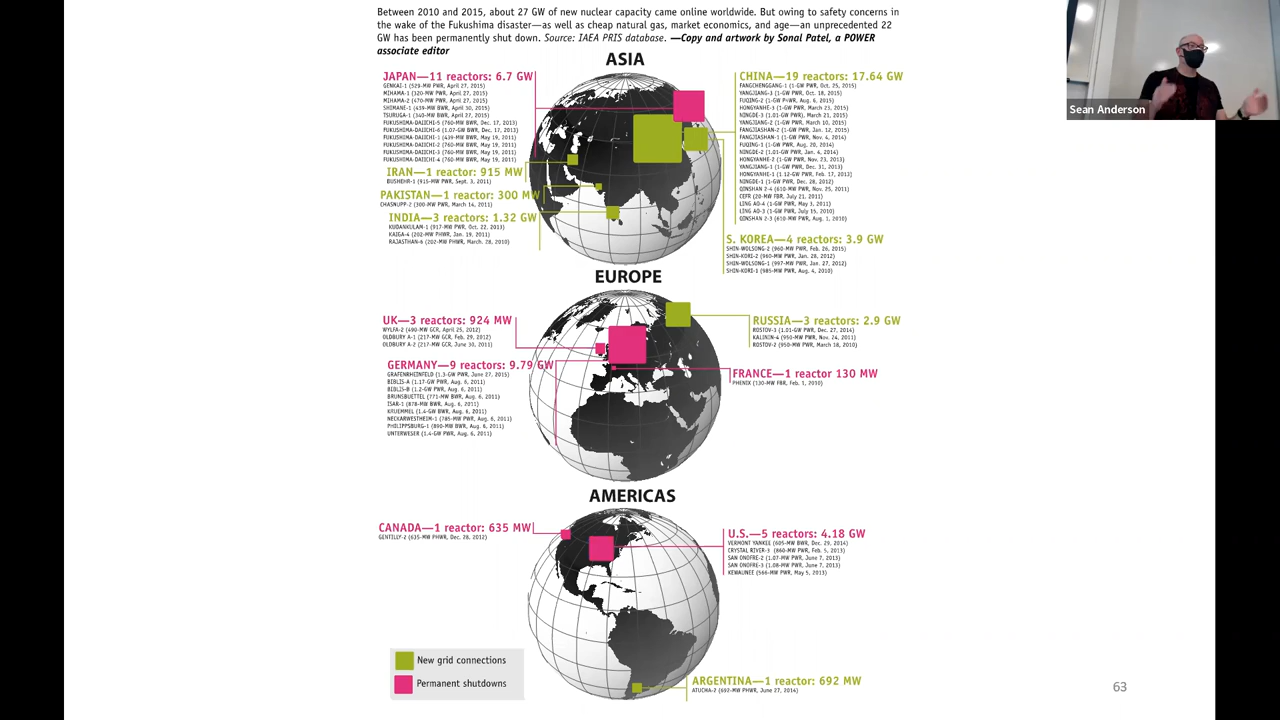 Between 2010 and 2015, about 27 GW of new nuclear capacity came online worldwide. But owing to safety concerns in
the wake of the Fukushima disaster—as well as cheap natural gas, market economics, and age—an unprecedented 22
GW has been permanently shut down. Source: IAEA PRIS database. —Copy and artwork by Sonal Patel, a POWER
associate editor
Sean Anderson
ASIA
JAPAN—11 reactors: 6.7 GW
GENKAI-1 (529-MW PWR, April 27, 2015)
MIHAMA-1 (320-MW PWR, April 27, 2015)
MIHAMA-2 (470-MW PWR, April 27, 2015)
SHIMANE-1 (439-MW BWR, April 30, 2015)
TSURUGA-1 (340-MW BWR, April 27, 2015)
FUKUSHIMA-DAIICHI-5 (760-MW BWR, Dec. 17, 2013)
FUKUSHIMA-DAIICHI-6 (1.07-GW BWR, Dec. 17, 2013)
FUKUSHIMA-DAIICHI-1 (439-MW BWR, May 19, 2011)
FUKUSHIMA-DAIICHI-2 (760-MW BWR, May 19, 2011)
FUKUSHIMA-DAIICHI-3 (760-MW BWR, May 19, 2011)
FUKUSHIMA-DAIICHI-4 (760-MW BWR, May 19, 2011)
IRAN—1 reactor: 915 MW
BUSHEHR-1 (915-MW PWR, Sept. 3, 2011)
PAKISTAN—1 reactor: 300 MW
CHASNUPP-2 (300-MW PWR, March 14, 2011)
INDIA—3 reactors: 1.32 GW
KUDANKULAM-1 (917-MW PWR, Oct. 22, 2013)
KAIGA-4 (202-MW PHWR, Jan. 19, 2011)
RAJASTHAN-6 (202-MW PHWR, March. 28, 2010)
CHINA—19 reactors: 17.64 GW
FANGCHENGGANG-1 (1-GW PWR, Oct. 25, 2015)
YANGJIANG-3 (1-GW PWR, Oct. 18, 2015)
FUQING-2 (1-GW PWR, Aug. 6, 2015)
HONGYANHE-3 (1-GW PWR, March 23, 2015)
NINGDE-3 (1.01-GW PWR), March 21, 2015)
YANGJIANG-2 (1-GW PWR, March 10, 2015)
FANGJIASHAN-2 (1-GW PWR, Jan. 12, 2015)
FANGJIASHAN-1 (1-GW PWR, Nov. 4, 2014)
FUQING-1 (1-GW PWR, Aug. 20, 2014)
NINGDE-2 (1.01-GW PWR, Jan. 4, 2014)
HONGYANHE-2 (1-GW PWR, Nov. 23, 2013)
YANGJIANG-1 (1-GW PWR, Dec. 31, 2013)
HONGYANHE-1 (1.12-GW PWR, Feb. 17, 2013)
NINGDE-1 (1-GW PWR, Dec. 28, 2012)
QINSHAN 2-4 (610-MW PWR, Nov. 25, 2011)
CEFR (20-MW FBR, July 21, 2011)
LING AO-4 (1-GW PWR, May 3, 2011)
LING AO-3 (1-GW PWR, July 15, 2010)
QINSHAN 2-3 (610-MW PWR, Aug. 1, 2010)
S. KOREA—4 reactors: 3.9 GW
SHIN-WOLSONG-2 (960-MW PWR, Feb. 26, 2015)
SHIN-KORI-2 (960-MW PWR, Jan. 28, 2012)
SHIN-WOLSONG-1 (997-MW PWR, Jan. 27, 2012)
SHIN-KORI-1 (985-MW PWR, Aug. 4, 2010)
EUROPE
UK—3 reactors: 924 MW
WYLFA-2 (490-MW GCR, April 25, 2012)
OLDBURY A-1 (217-MW GCR, Feb. 29, 2012)
OLDBURY A-2 (217-MW GCR, June 30, 2011)
GERMANY—9 reactors: 9.79 GW
GRAFENRHEINFELD (1.3-GW PWR, June 27, 2015)
BIBLIS-A (1.17-GW PWR, Aug. 6, 2011)
BIBLIS-B (1.2-GW PWR, Aug. 6, 2011)
BRUNSBUETTEL (771-MW BWR, Aug. 6, 2011)
ISAR-1 (878-MW BWR, Aug. 6, 2011)
KRUEMMEL (1.4-GW BWR, Aug. 6, 2011)
NECKARWESTHEIM-1 (785-MW PWR, Aug. 6, 2011)
PHILIPPSBURG-1 (890-MW BWR, Aug. 6, 2011)
UNTERWESER (1.4-GW PWR, Aug. 6, 2011)
RUSSIA—3 reactors: 2.9 GW
ROSTOV-3 (1.01-GW PWR, Dec. 27, 2014)
KALININ-4 (950-MW PWR, Nov. 24, 2011)
ROSTOV-2 (950-MW PWR, March 18, 2010)
FRANCE—1 reactor 130 MW
PHENIX (130-MW FBR, Feb. 1, 2010)
AMERICAS
CANADA—1 reactor: 635 MW
GENTILLY-2 (635-MW PHWR, Dec. 28, 2012)
U.S.—5 reactors: 4.18 GW
VERMONT YANKEE (605-MW BWR, Dec. 29, 2014)
CRYSTAL RIVER-3 (860-MW PWR, Feb. 5, 2013)
SAN ONOFRE-2 (1.07-MW PWR, June 7, 2013)
SAN ONOFRE-3 (1.08-MW PWR, June 7, 2013)
KEWAUNEE (566-MW PWR, May 5, 2013)
ARGENTINA—1 reactor: 692 MW
ATUCHA-2 (692-MW PHWR, June 27, 2014)
New grid connections
Permanent shutdowns
63